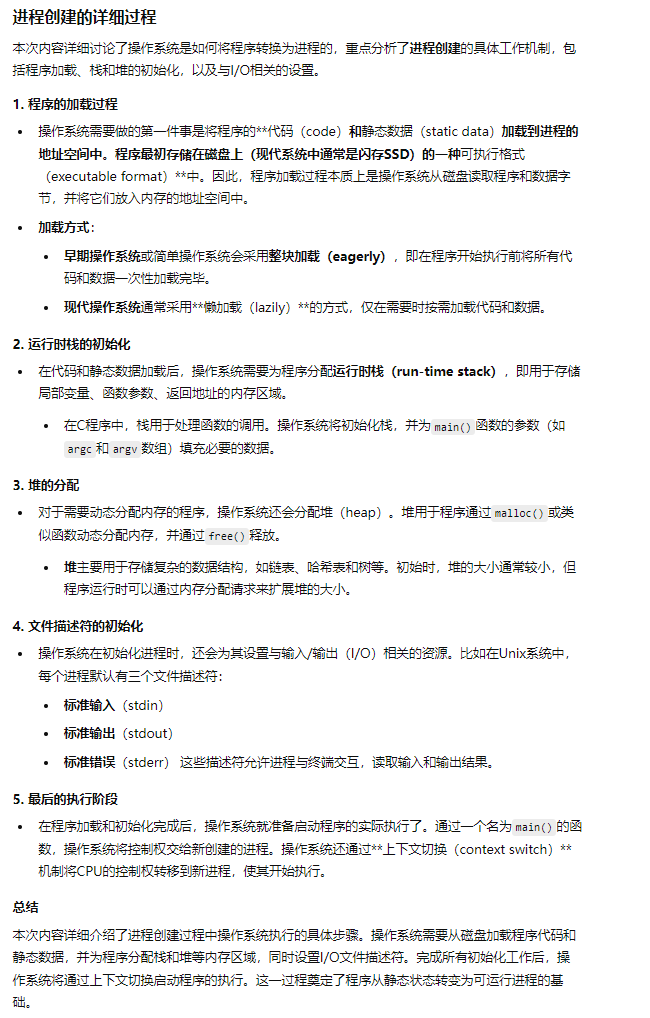 进程创建的详细过程
本次内容详细讨论了操作系统是如何将程序转换为进程的，重点分析了进程创建的具体工作机制，包
括程序加载、栈和堆的初始化，以及与I/O相关的设置。
1. 程序的加载过程
• 操作系统需要做的第一件事是将程序的**代码（code）和静态数据（static data）加载到进程的
地址空间中。程序最初存储在磁盘上（现代系统中通常是闪存SSD）的一种可执行格式
（executable format）**中。因此，程序加载过程本质上是操作系统从磁盘读取程序和数据字
节，并将它们放入内存的地址空间中。
• 加载方式：
• 早期操作系统或简单操作系统会采用整块加载（eagerly），即在程序开始执行前将所有代
码和数据一次性加载完毕。
• 现代操作系统通常采用**懒加载（lazily）**的方式，仅在需要时按需加载代码和数据。
2. 运行时栈的初始化
• 在代码和静态数据加载后，操作系统需要为程序分配运行时栈（run-time stack），即用于存储
局部变量、函数参数、返回地址的内存区域。
• 在C程序中，栈用于处理函数的调用。操作系统将初始化栈，并为 main() 函数的参数（如
argc 和 argv 数组）填充必要的数据。
3. 堆的分配
• 对于需要动态分配内存的程序，操作系统还会分配堆（heap）。堆用于程序通过 malloc() 或类
似函数动态分配内存，并通过 free() 释放。
• 堆主要用于存储复杂的数据结构，如链表、哈希表和树等。初始时，堆的大小通常较小，但
程序运行时可以通过内存分配请求来扩展堆的大小。
4. 文件描述符的初始化
• 操作系统在初始化进程时，还会为其设置与输入/输出（I/O）相关的资源。比如在Unix系统中，
每个进程默认有三个文件描述符：
• 标准输入（stdin）
• 标准输出（stdout）
• 标准错误（stderr） 这些描述符允许进程与终端交互，读取输入和输出结果。
5. 最后的执行阶段
• 在程序加载和初始化完成后，操作系统就准备启动程序的实际执行了。通过一个名为 main() 的函
数，操作系统将控制权交给新创建的进程。操作系统还通过**上下文切换（context switch）**
机制将CPU的控制权转移到新进程，使其开始执行。
总结
本次内容详细介绍了进程创建过程中操作系统执行的具体步骤。操作系统需要从磁盘加载程序代码和
静态数据，并为程序分配栈和堆等内存区域，同时设置I/O文件描述符。完成所有初始化工作后，操
作系统将通过上下文切换启动程序的执行。这一过程奠定了程序从静态状态转变为可运行进程的基
础。